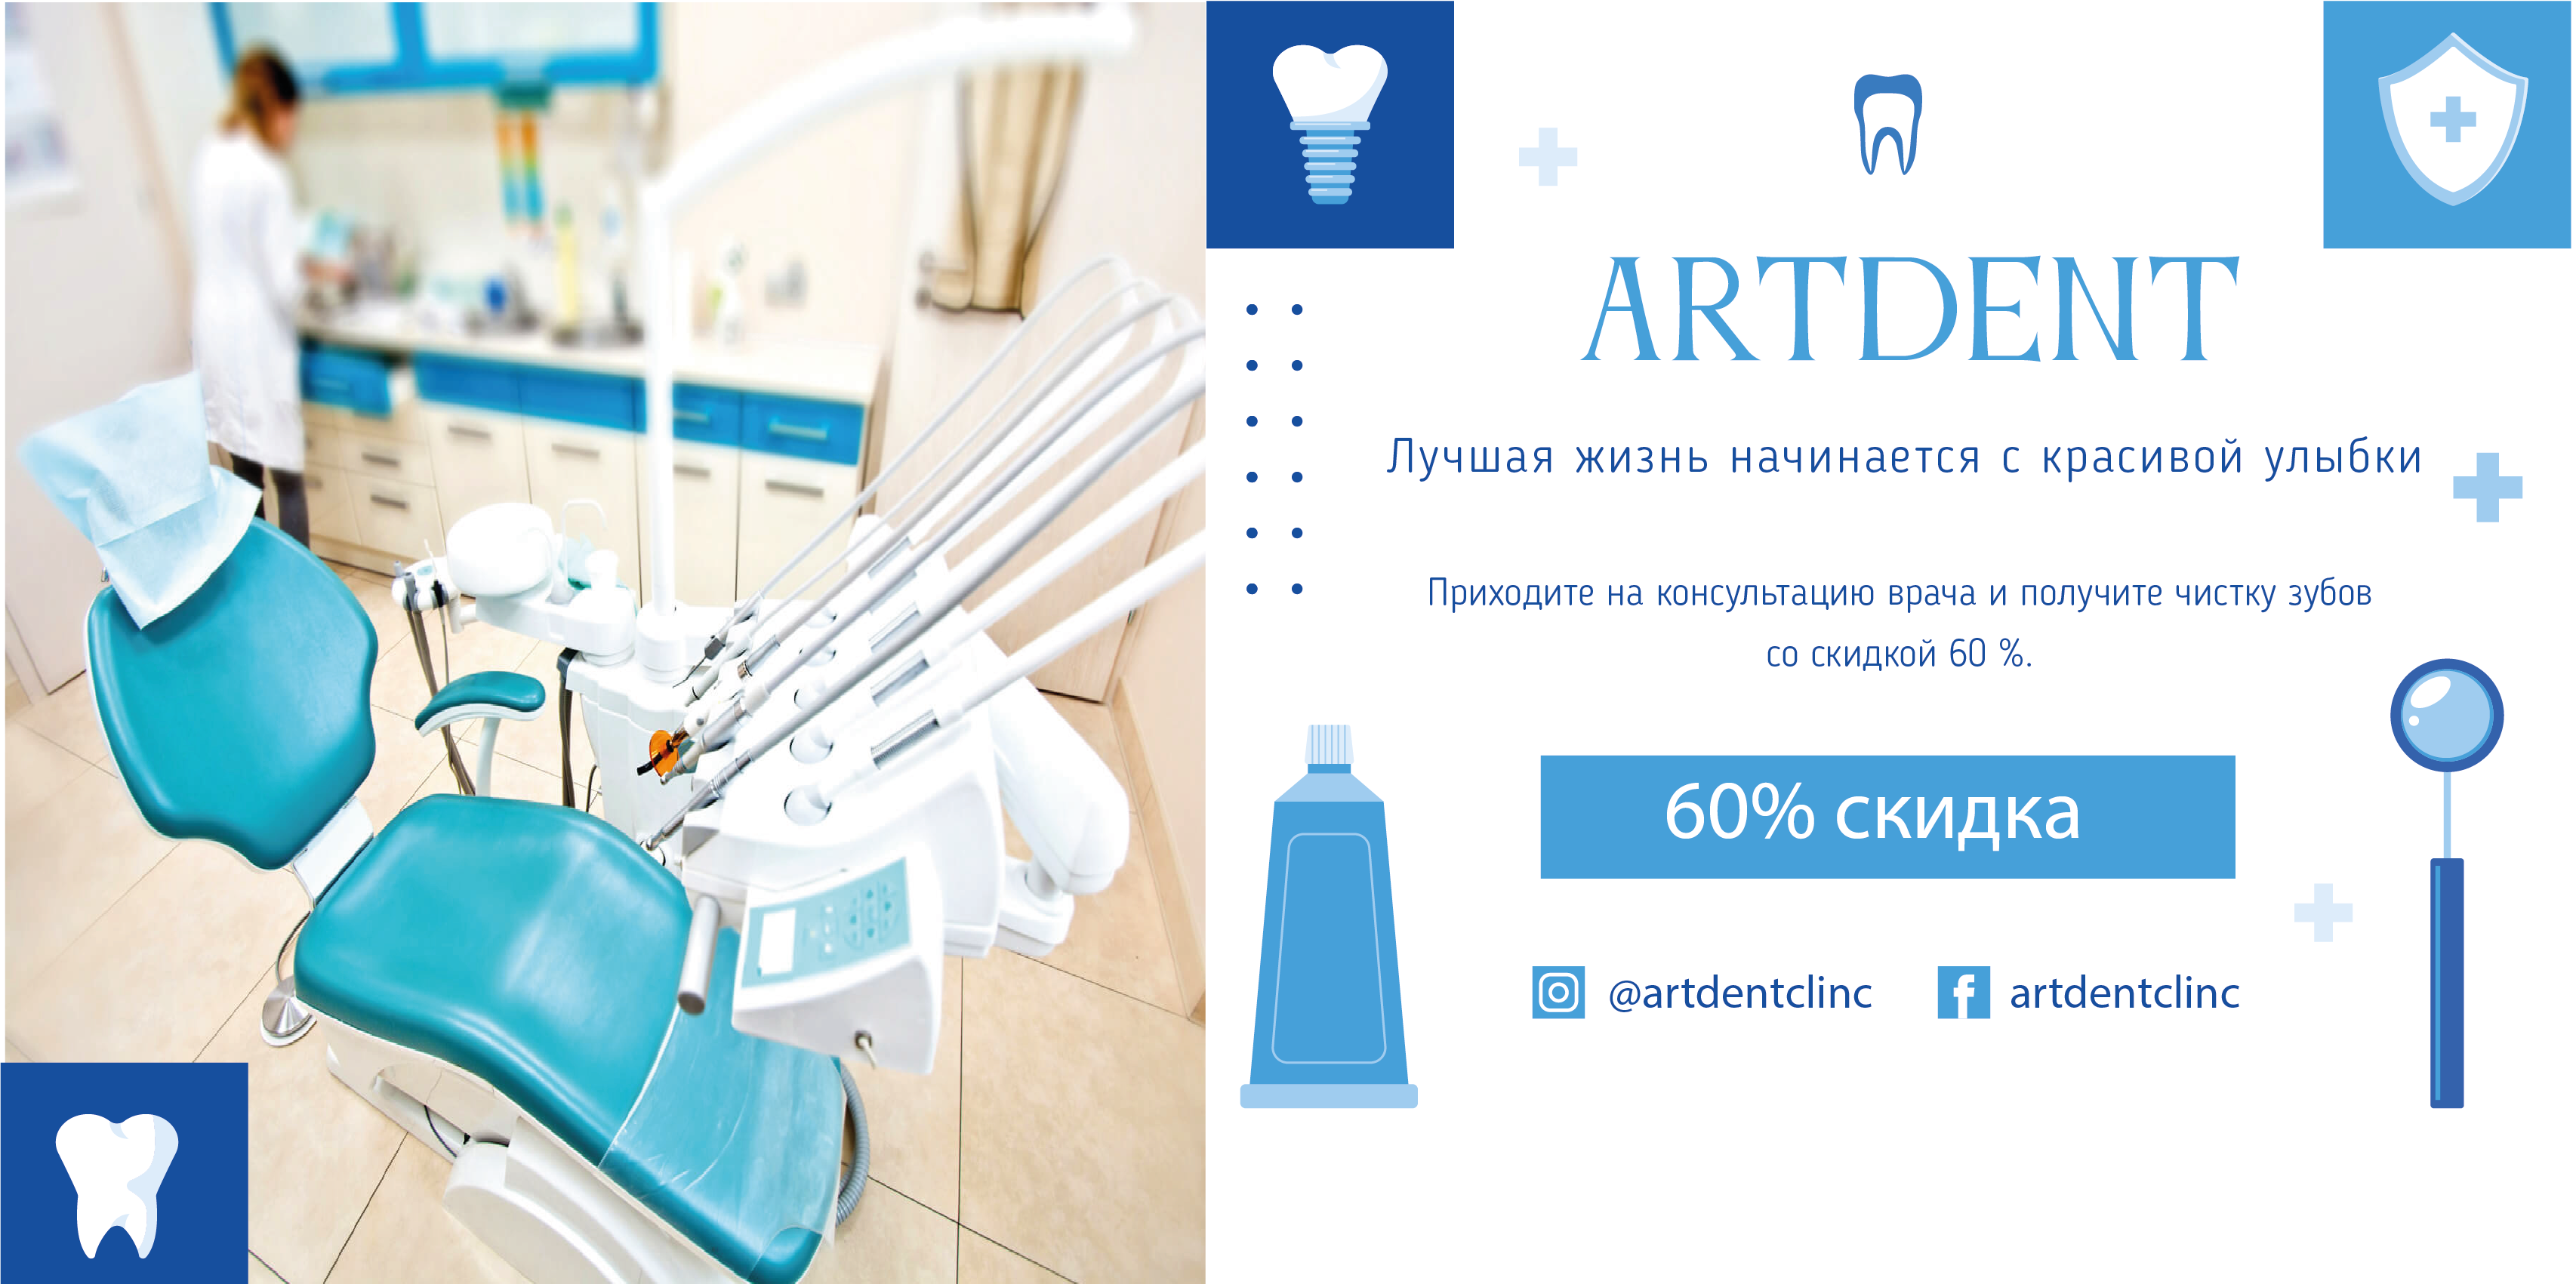 ARTDENT
Лучшая жизнь начинается с красивой улыбки
Приходите на консультацию врача и получите чистку зубов
со скидкой 60 %.
60% скидка
@artdentclinc
artdentclinc